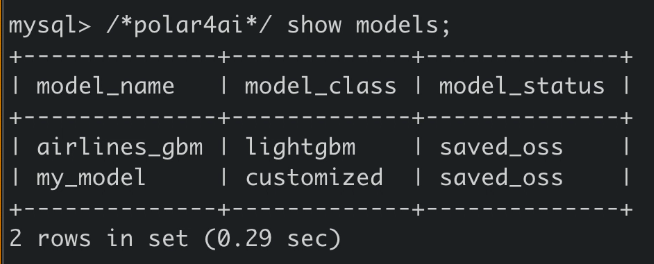 mysql> /*polar4ai*/ show models;
+--------------+-------------+--------------+
| model_name   | model_class | model_status |
+--------------+-------------+--------------+
| airlines_gbm | lightgbm    | saved_oss    |
| my_model     | customized  | saved_oss    |
+--------------+-------------+--------------+
2 rows in set (0.29 sec)